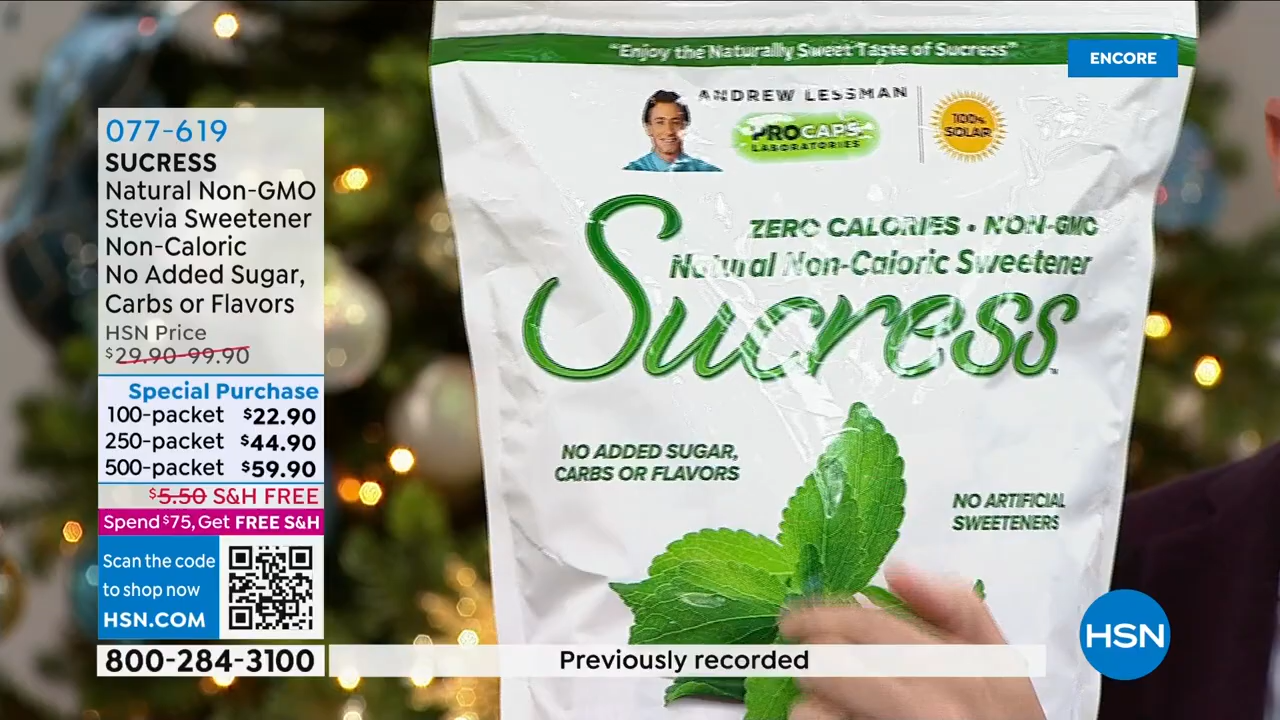 "Enjoy the Naturally Sweet Taste of Sucress"
ENCORE
ANDREW LESSMAN
PROCAPS
LABORATORIES
100%
SOLAR
ZERO CALORIES • NON-GMO
Natural Non-Caloric Sweetener
Sucress™
NO ADDED SUGAR,
CARBS OR FLAVORS
NO ARTIFICIAL
SWEETENERS
077-619
SUCRESS
Natural Non-GMO
Stevia Sweetener
Non-Caloric
No Added Sugar,
Carbs or Flavors
HSN Price
$29.90-99.90
Special Purchase
100-packet $22.90
250-packet $44.90
500-packet $59.90
$5.50 S&H FREE
Spend $75, Get FREE S&H
Scan the code
to shop now
HSN.COM
800-284-3100
Previously recorded
HSN